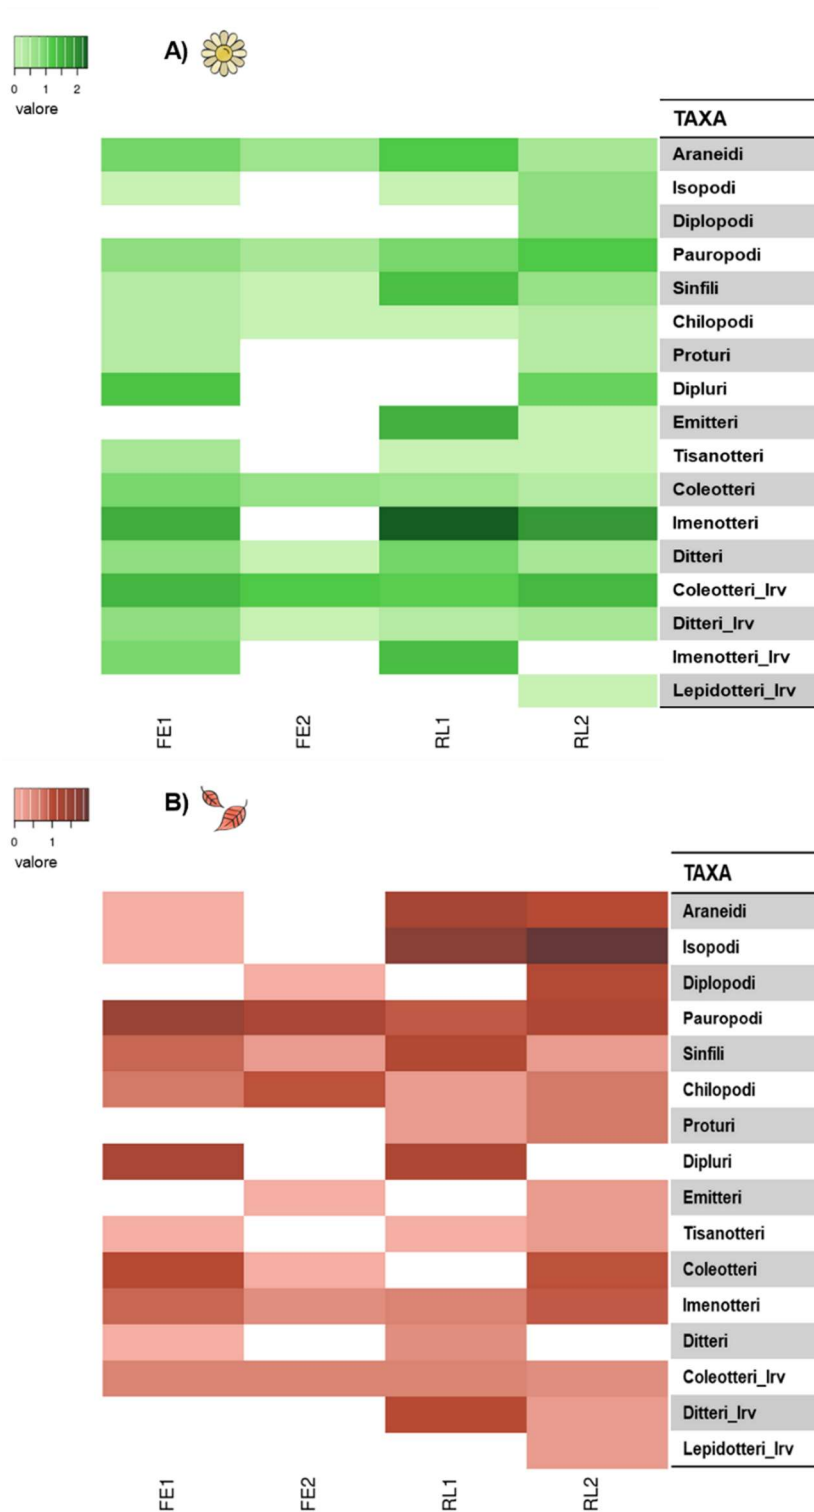 A)
0 1 2
valore
TAXA
Araneidi
Isopodi
Diplopodi
Pauropodi
Sinfili
Chilopodi
Proturi
Dipluri
Emitteri
Tisanotteri
Coleotteri
Imenotteri
Ditteri
Coleotteri_lrv
Ditteri_lrv
Imenotteri_lrv
Lepidotteri_lrv
FE1 FE2 RL1 RL2
B)
0 1
valore
TAXA
Araneidi
Isopodi
Diplopodi
Pauropodi
Sinfili
Chilopodi
Proturi
Dipluri
Emitteri
Tisanotteri
Coleotteri
Imenotteri
Ditteri
Coleotteri_lrv
Ditteri_lrv
Lepidotteri_lrv
FE1 FE2 RL1 RL2